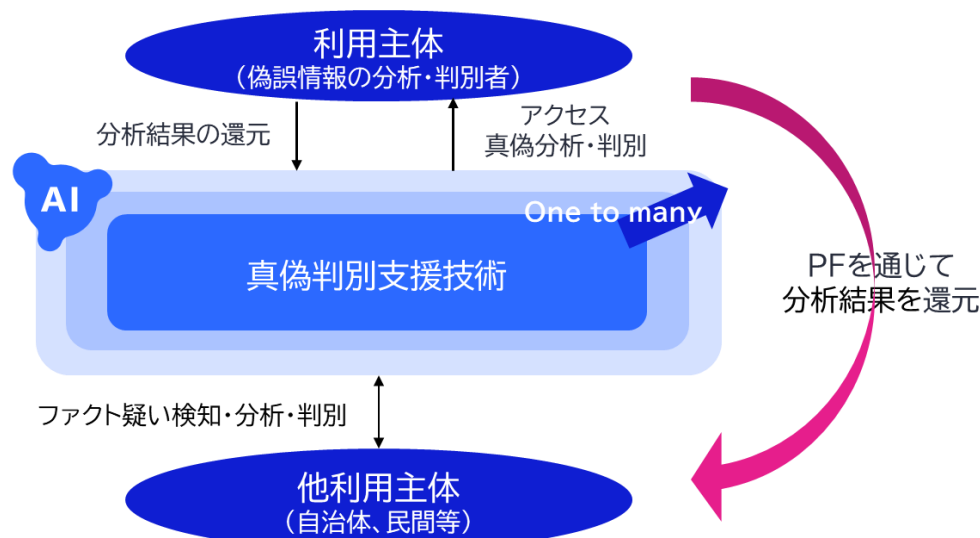 利用主体
（偽誤情報の分析・判別者）
分析結果の還元
アクセス
真偽分析・判別
AI
One to many
真偽判別支援技術
PFを通じて
分析結果を還元
ファクト疑い検知・分析・判別
他利用主体
（自治体、民間等）